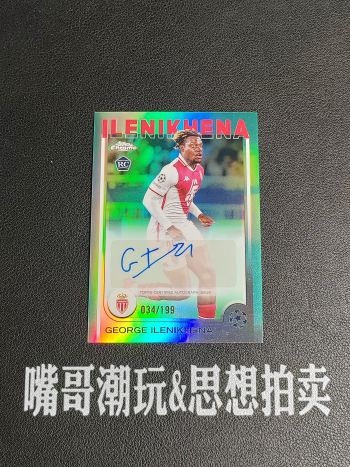 ILENIKHENA
Topps
Chrome
RC
TOPPS CERTIFIED AUTOGRAPH ISSUE
034/199
GEORGE ILENIKHENA
嘴哥潮玩&思想拍卖